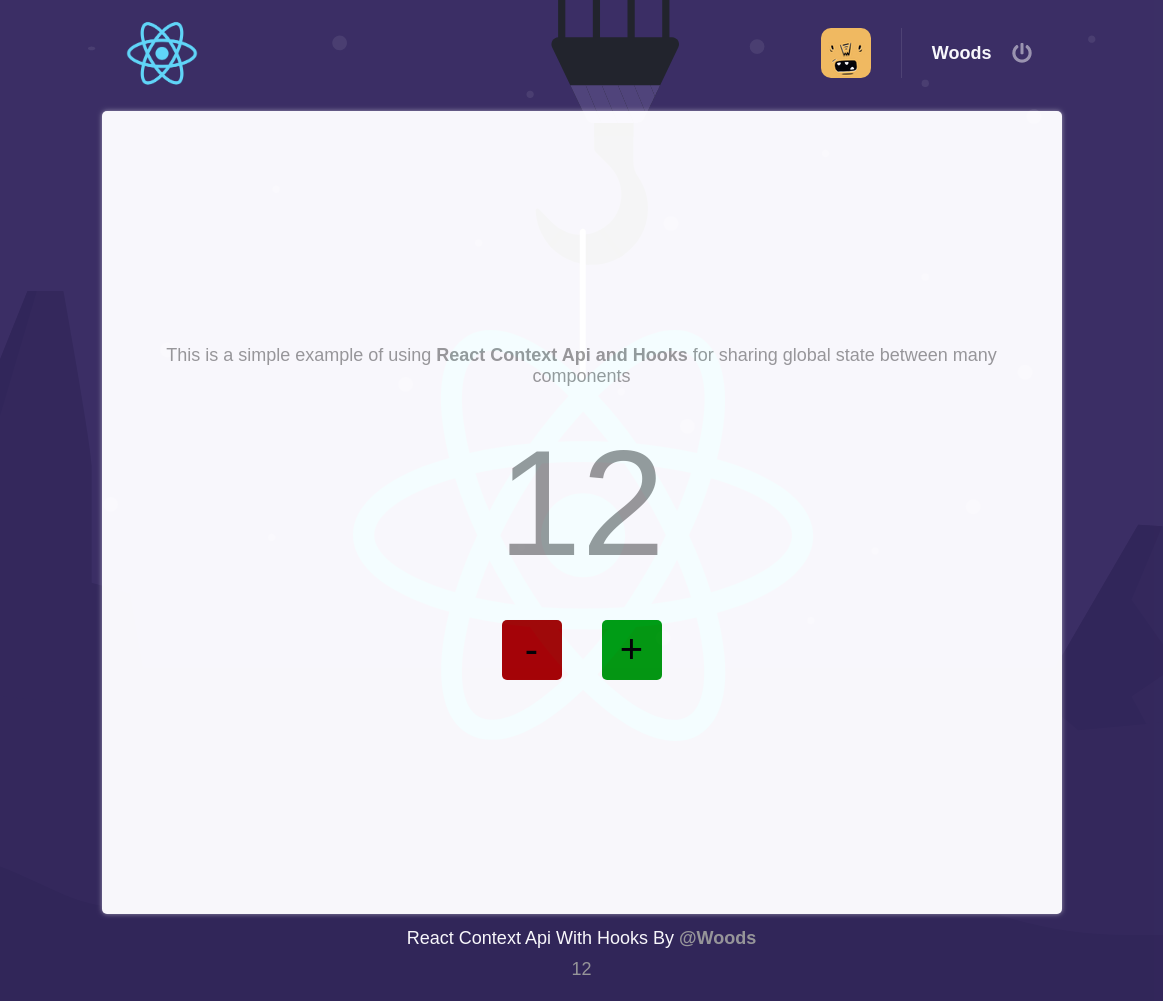 Woods
This is a simple example of using React Context Api and Hooks for sharing global state between many
components
12
- +
React Context Api With Hooks By @Woods
12